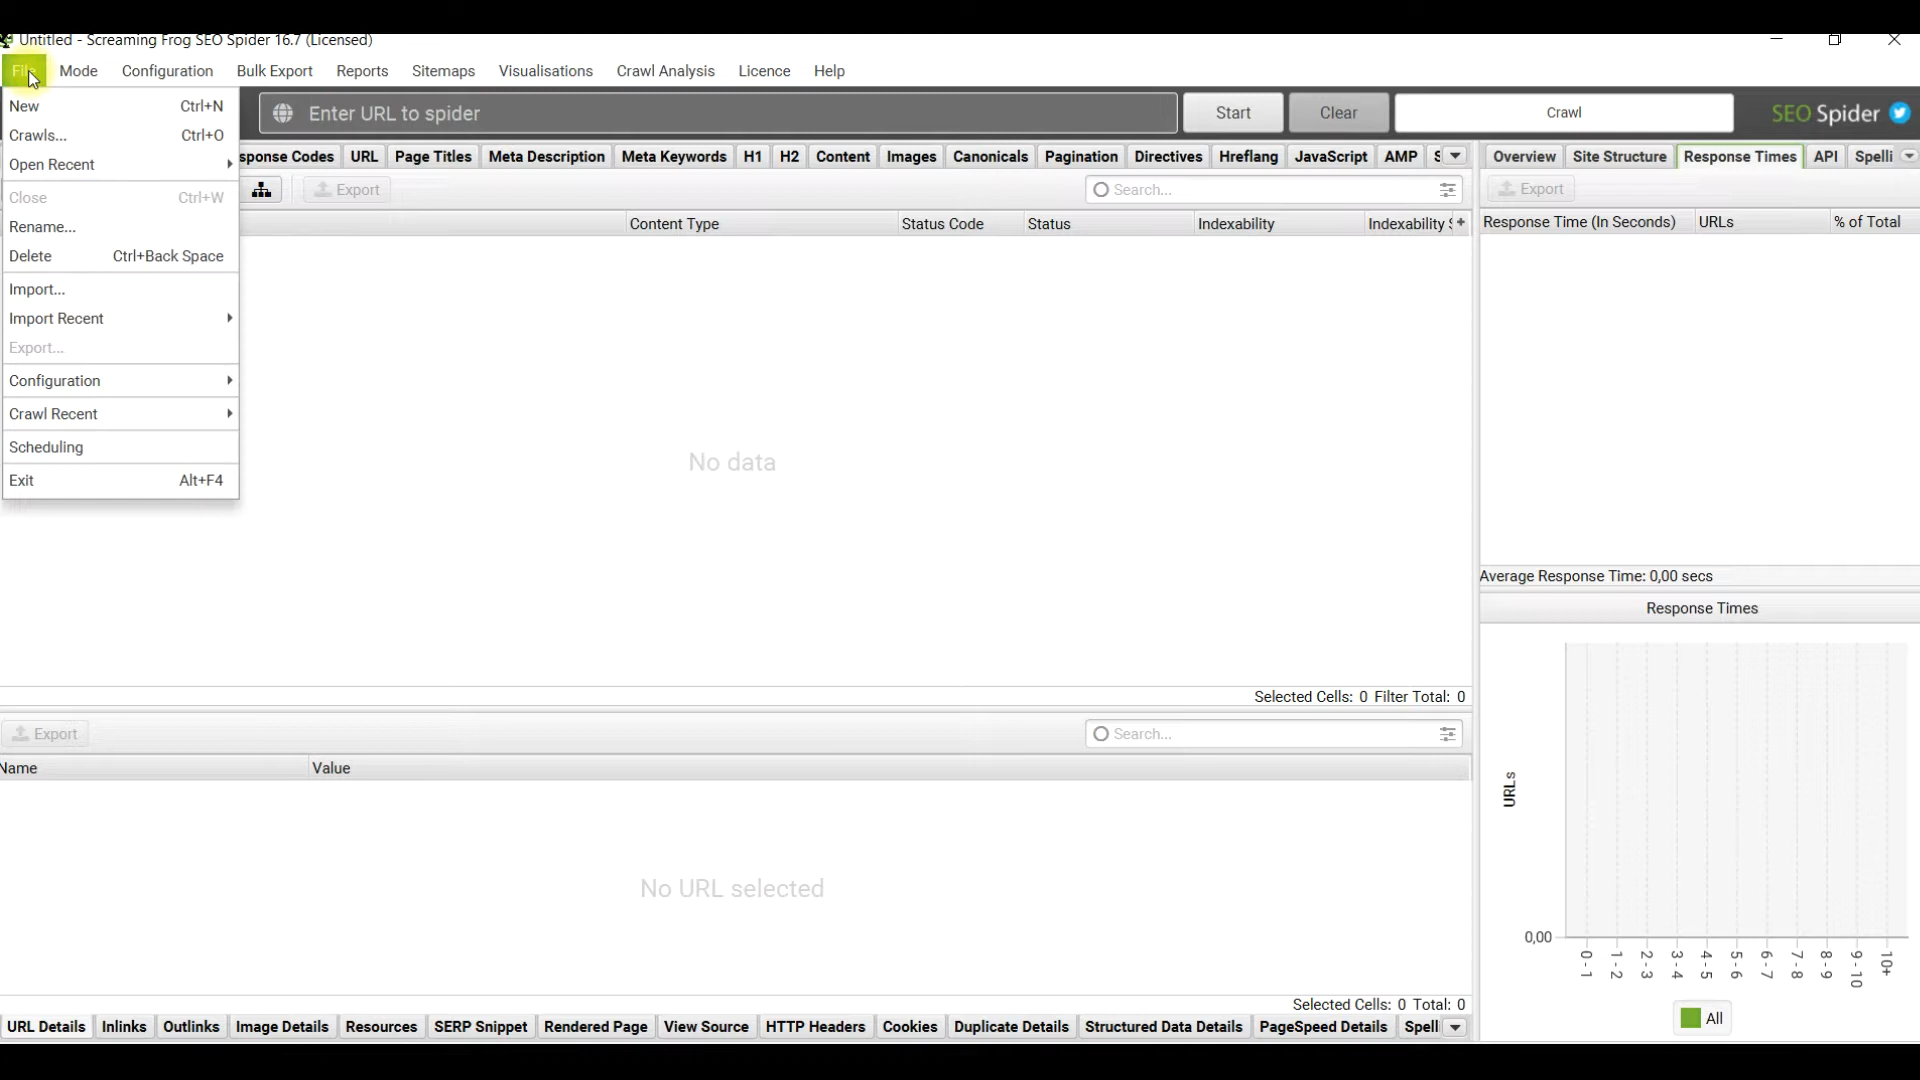 Untitled - Screaming Frog SEO Spider 16.7 (Licensed)
File Mode Configuration Bulk Export Reports Sitemaps Visualisations Crawl Analysis Licence Help
New Ctrl+N
Crawls... Ctrl+O
Open Recent
Close Ctrl+W
Rename...
Delete Ctrl+Back Space
Import...
Import Recent
Export...
Configuration
Crawl Recent
Scheduling
Exit Alt+F4
Enter URL to spider Start Clear Crawl SEO Spider
sponse Codes URL Page Titles Meta Description Meta Keywords H1 H2 Content Images Canonicals Pagination Directives Hreflang JavaScript AMP
Export Search...
Content Type Status Code Status Indexability Indexability S +
No data
Selected Cells: 0 Filter Total: 0
Overview Site Structure Response Times API Spelli
Export
Response Time (In Seconds) URLs % of Total
Average Response Time: 0,00 secs
Response Times
URLs
0,00
0 - 1 1 - 2 2 - 3 3 - 4 4 - 5 5 - 6 6 - 7 7 - 8 8 - 9 9 - 10 10+
All
Export Search...
Name Value
No URL selected
Selected Cells: 0 Total: 0
URL Details Inlinks Outlinks Image Details Resources SERP Snippet Rendered Page View Source HTTP Headers Cookies Duplicate Details Structured Data Details PageSpeed Details Spelli